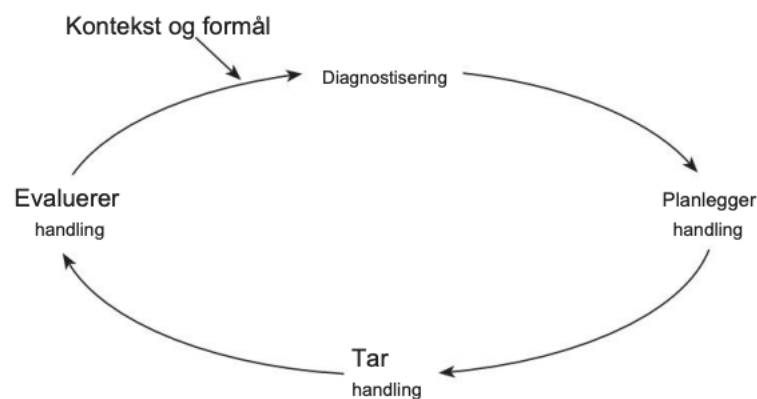 Kontekst og formål
Diagnostisering
Planlegger
handling
Tar
handling
Evaluerer
handling